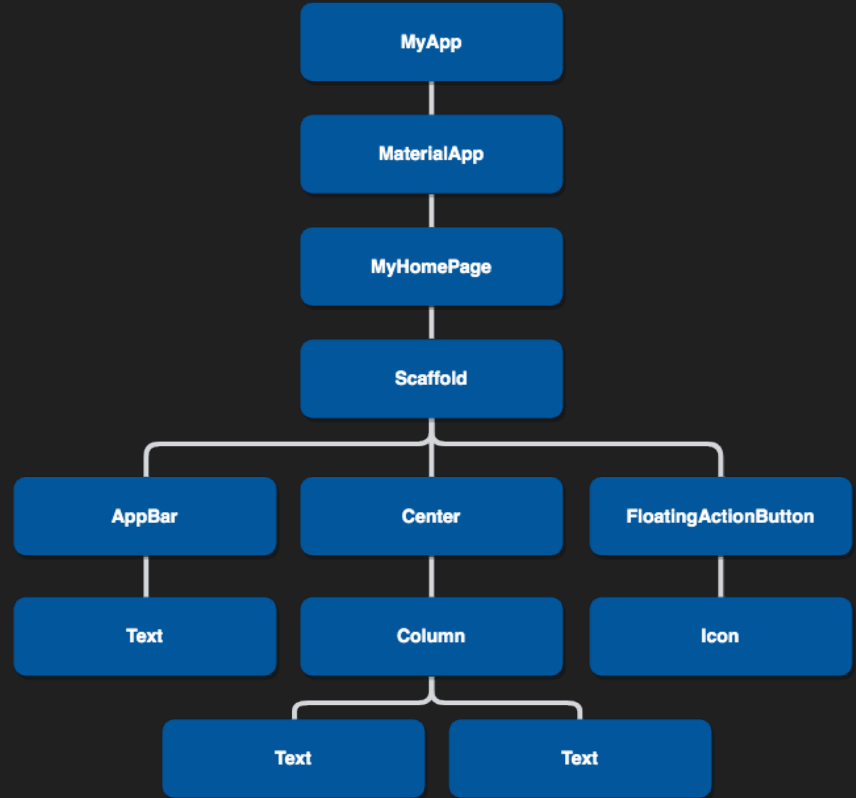 MyApp
MaterialApp
MyHomePage
Scaffold
AppBar
Center
FloatingActionButton
Text
Column
Icon
Text
Text